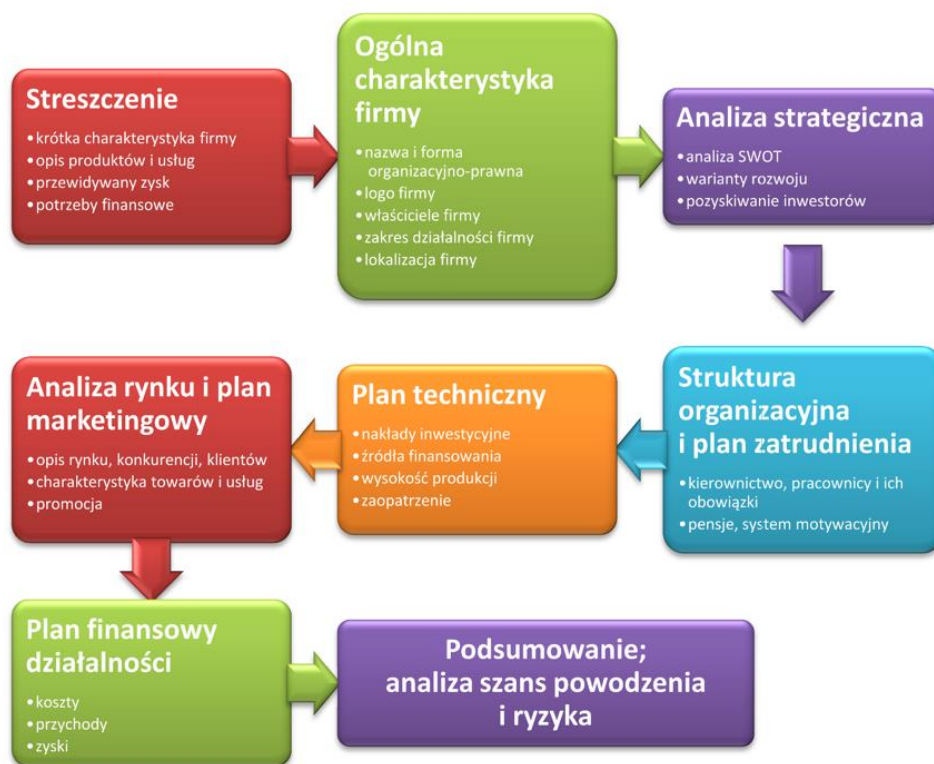 Streszczenie
•krótka charakterystyka firmy
•opis produktów i usług
•przewidywany zysk
•potrzeby finansowe
Ogólna
charakterystyka
firmy
•nazwa i forma
organizacyjno-prawna
•logo firmy
•właściciele firmy
•zakres działalności firmy
•lokalizacja firmy
Analiza strategiczna
•analiza SWOT
•warianty rozwoju
•pozyskiwanie inwestorów
Struktura
organizacyjna
i plan zatrudnienia
•kierownictwo, pracownicy i ich
obowiązki
•pensje, system motywacyjny
Plan techniczny
•nakłady inwestycyjne
•źródła finansowania
•wysokość produkcji
•zaopatrzenie
Analiza rynku i plan
marketingowy
•opis rynku, konkurencji, klientów
•charakterystyka towarów i usług
•promocja
Plan finansowy
działalności
•koszty
•przychody
•zyski
Podsumowanie;
analiza szans powodzenia
i ryzyka